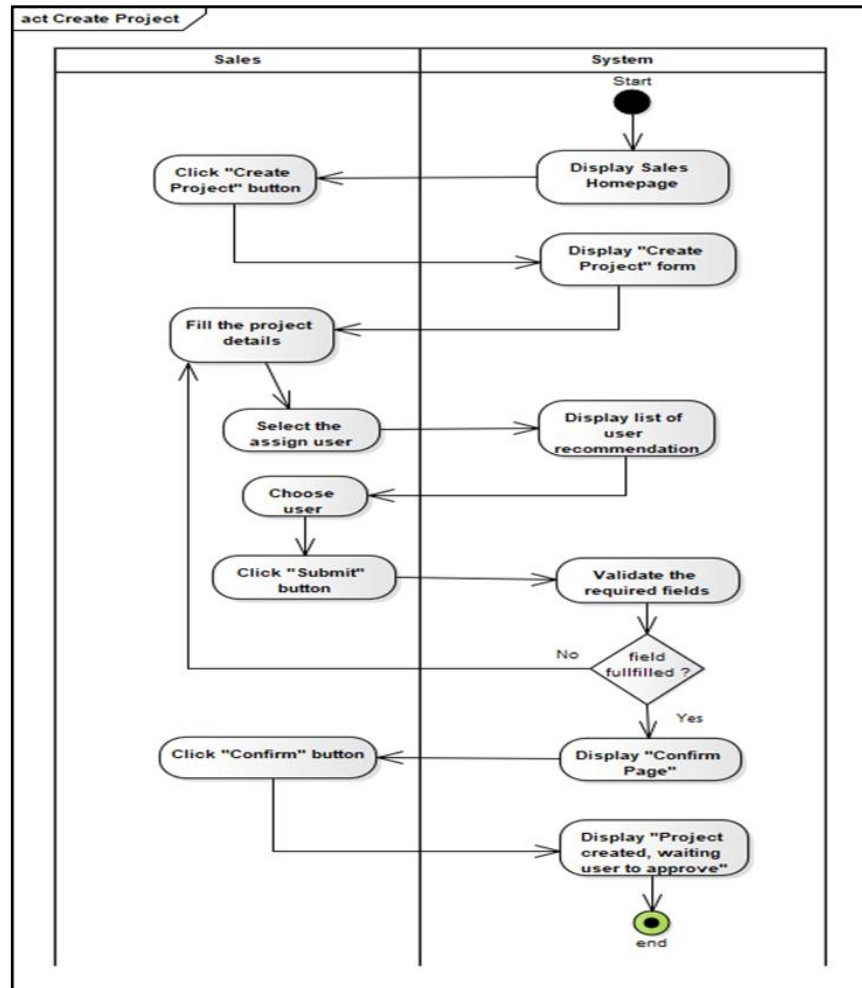 act Create Project
Sales
System
Start
Display Sales
Homepage
Click "Create
Project" button
Display "Create
Project" form
Fill the project
details
Select the
assign user
Display list of
user
recommendation
Choose
user
Click "Submit"
button
Validate the
required fields
field
fullfilled ?
No
Yes
Display "Confirm
Page"
Click "Confirm" button
Display "Project
created, waiting
user to approve"
end